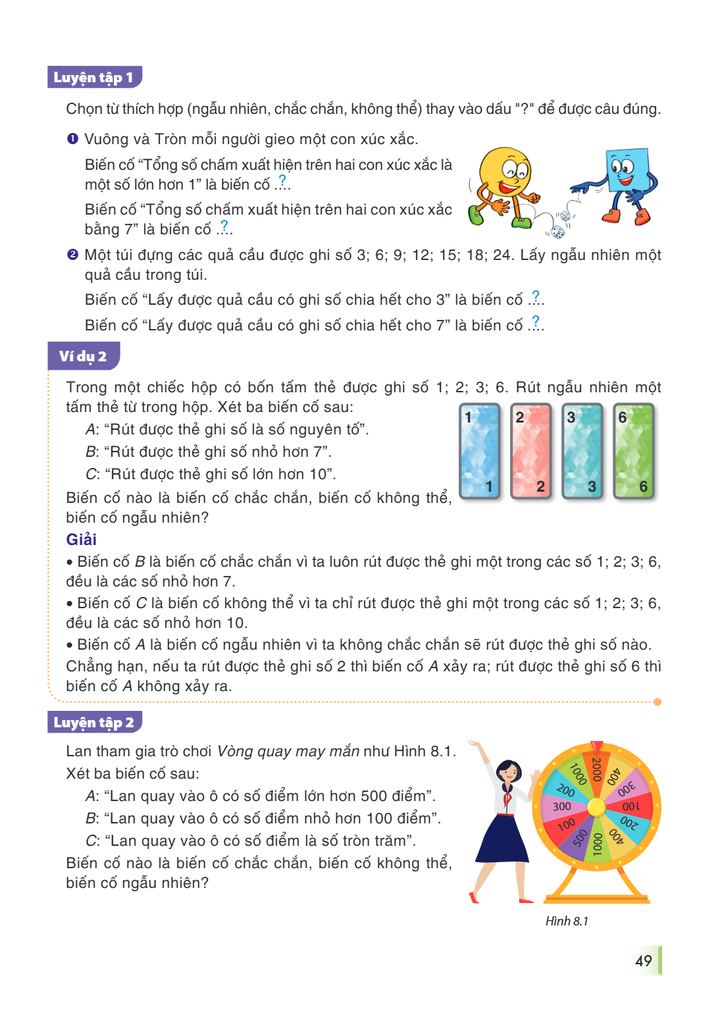 Luyện tập 1
Chọn từ thích hợp (ngẫu nhiên, chắc chắn, không thể) thay vào dấu "?" để được câu đúng.
❶ Vuông và Tròn mỗi người gieo một con xúc xắc.
Biến cố “Tổng số chấm xuất hiện trên hai con xúc xắc là
một số lớn hơn 1” là biến cố ..?..
Biến cố “Tổng số chấm xuất hiện trên hai con xúc xắc
bằng 7” là biến cố ..?..
❷ Một túi đựng các quả cầu được ghi số 3; 6; 9; 12; 15; 18; 24. Lấy ngẫu nhiên một
quả cầu trong túi.
Biến cố “Lấy được quả cầu có ghi số chia hết cho 3” là biến cố ..?..
Biến cố “Lấy được quả cầu có ghi số chia hết cho 7” là biến cố ..?..
Ví dụ 2
Trong một chiếc hộp có bốn tấm thẻ được ghi số 1; 2; 3; 6. Rút ngẫu nhiên một
tấm thẻ từ trong hộp. Xét ba biến cố sau:
A: “Rút được thẻ ghi số là số nguyên tố”.
B: “Rút được thẻ ghi số nhỏ hơn 7”.
C: “Rút được thẻ ghi số lớn hơn 10”.
Biến cố nào là biến cố chắc chắn, biến cố không thể,
biến cố ngẫu nhiên?
1 2 3 6
1 2 3 6
Giải
• Biến cố B là biến cố chắc chắn vì ta luôn rút được thẻ ghi một trong các số 1; 2; 3; 6,
đều là các số nhỏ hơn 7.
• Biến cố C là biến cố không thể vì ta chỉ rút được thẻ ghi một trong các số 1; 2; 3; 6,
đều là các số nhỏ hơn 10.
• Biến cố A là biến cố ngẫu nhiên vì ta không chắc chắn sẽ rút được thẻ ghi số nào.
Chẳng hạn, nếu ta rút được thẻ ghi số 2 thì biến cố A xảy ra; rút được thẻ ghi số 6 thì
biến cố A không xảy ra.
Luyện tập 2
Lan tham gia trò chơi Vòng quay may mắn như Hình 8.1.
Xét ba biến cố sau:
A: “Lan quay vào ô có số điểm lớn hơn 500 điểm”.
B: “Lan quay vào ô có số điểm nhỏ hơn 100 điểm”.
C: “Lan quay vào ô có số điểm là số tròn trăm”.
Biến cố nào là biến cố chắc chắn, biến cố không thể,
biến cố ngẫu nhiên?
2000
400
300
100
200
400
1000
500
100
300
200
1000
Hình 8.1
49